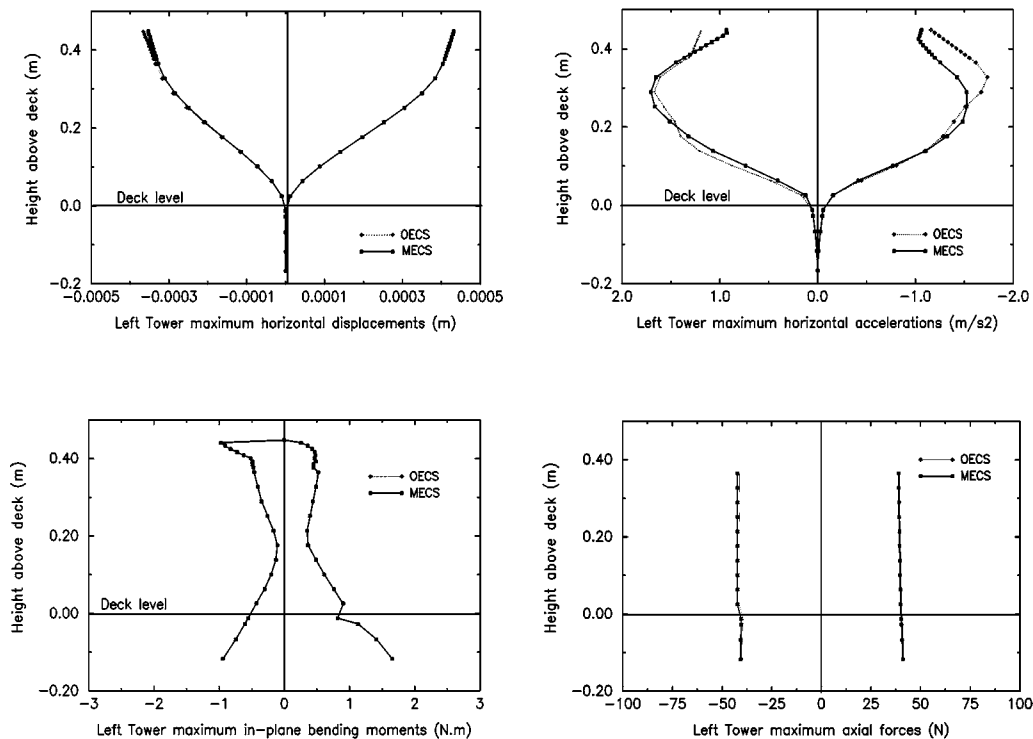 Height above deck (m)
0.4
0.2
0.0
-0.2
Deck level
OECS
MECS
-0.0005
-0.0003
-0.0001
0.0001
0.0003
0.0005
Left Tower maximum horizontal displacements (m)
Height above deck (m)
0.4
0.2
0.0
-0.2
Deck level
OECS
MECS
2.0
1.0
0.0
-1.0
-2.0
Left Tower maximum horizontal accelerations (m/s2)
Height above deck (m)
0.40
0.20
0.00
-0.20
Deck level
OECS
MECS
-3
-2
-1
0
1
2
3
Left Tower maximum in-plane bending moments (N.m)
Height above deck (m)
0.40
0.20
0.00
-0.20
OECS
MECS
-100
-75
-50
-25
0
25
50
75
100
Left Tower maximum axial forces (N)